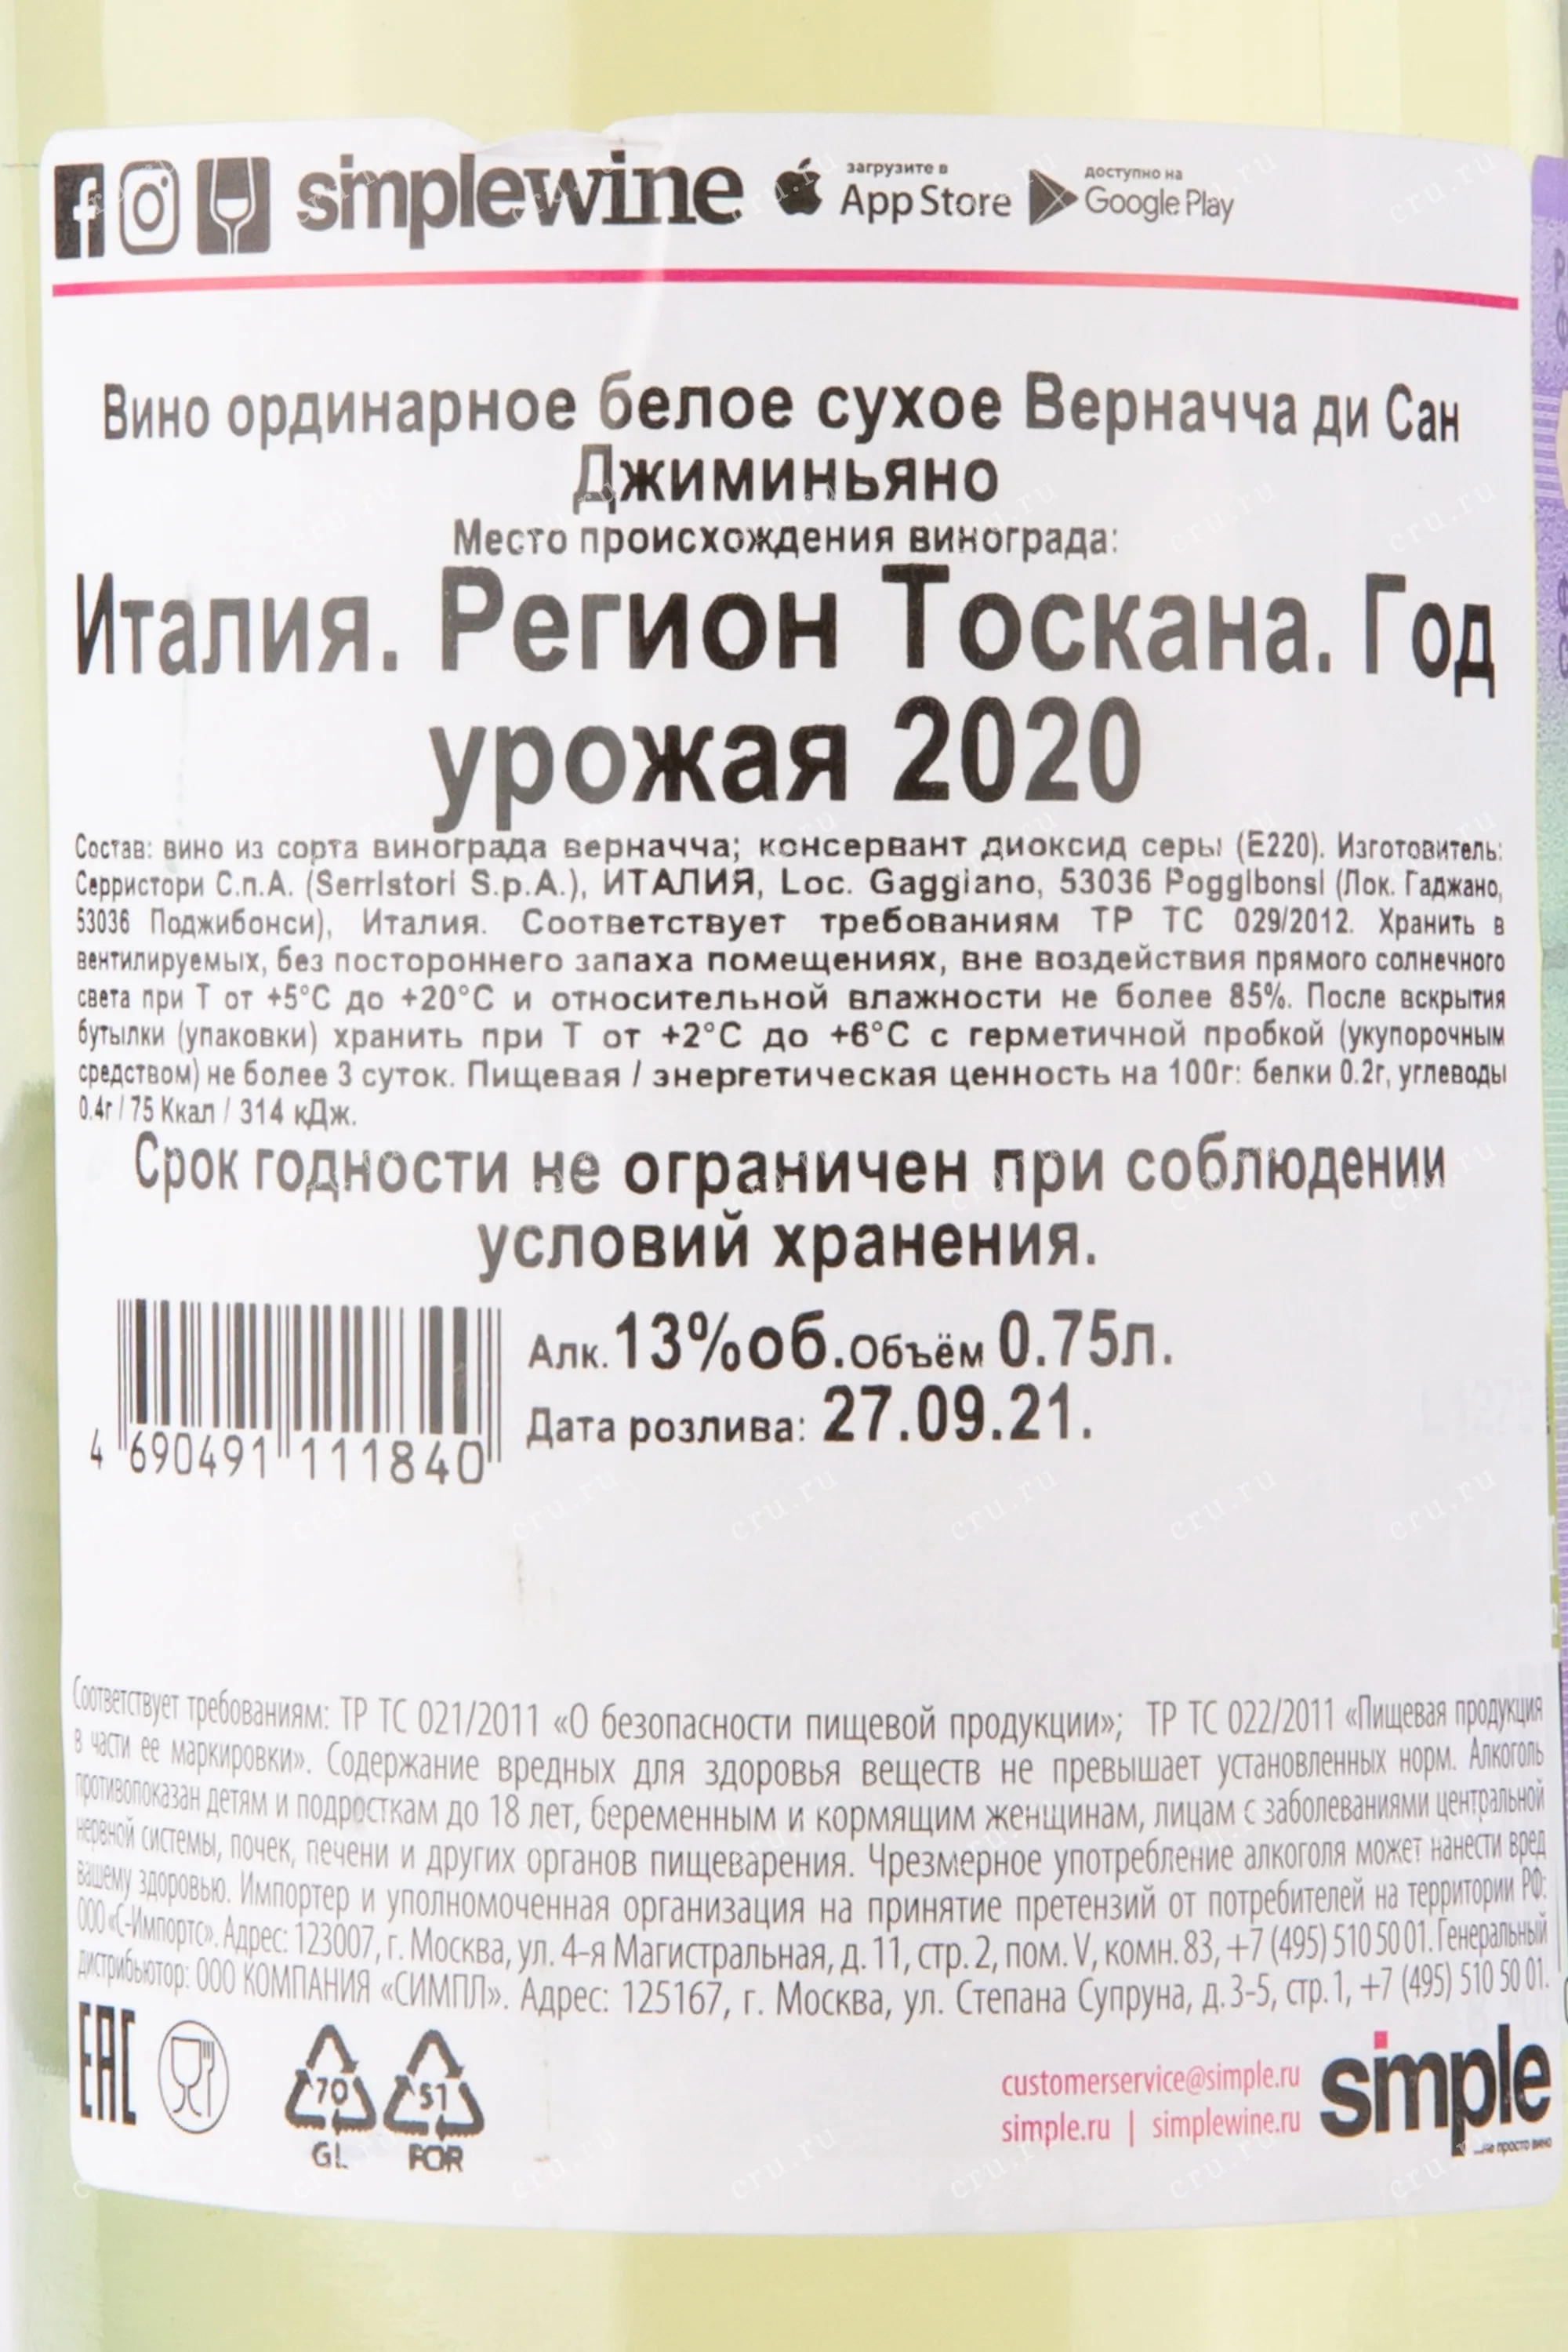 simplewine
загрузите в
App Store
доступно на
Google Play
Вино ординарное белое сухое Верначча ди Сан
Джиминьяно
Место происхождения винограда:
Италия. Регион Тоскана. Год
урожая 2020
Состав: вино из сорта винограда верначча; консервант диоксид серы (Е220). Изготовитель:
Серристори С.п.А. (Serristori S.p.A.), ИТАЛИЯ, Loc. Gaggiano, 53036 Poggibonsi (Лок. Гаджано,
53036 Поджибонси), Италия. Соответствует требованиям ТР ТС 029/2012. Хранить в
вентилируемых, без постороннего запаха помещениях, вне воздействия прямого солнечного
света при Т от +5°С до +20°С и относительной влажности не более 85%. После вскрытия
бутылки (упаковки) хранить при Т от +2°С до +6°С с герметичной пробкой (укупорочным
средством) не более 3 суток. Пищевая / энергетическая ценность на 100г: белки 0.2г, углеводы
0.4г / 75 Ккал / 314 кДж.
Срок годности не ограничен при соблюдении
условий хранения.
Алк. 13%об. Объём 0.75л.
Дата розлива: 27.09.21.
4 690491 111840
Соответствует требованиям: ТР ТС 021/2011 «О безопасности пищевой продукции»; ТР ТС 022/2011 «Пищевая продукция
в части ее маркировки». Содержание вредных для здоровья веществ не превышает установленных норм. Алкоголь
противопоказан детям и подросткам до 18 лет, беременным и кормящим женщинам, лицам с заболеваниями центральной
нервной системы, почек, печени и других органов пищеварения. Чрезмерное употребление алкоголя может нанести вред
вашему здоровью. Импортер и уполномоченная организация на принятие претензий от потребителей на территории РФ:
ООО «С-Импортс». Адрес: 123007, г. Москва, ул. 4-я Магистральная, д. 11, стр. 2, пом. V, комн. 83, +7 (495) 510 50 01. Генеральный
дистрибьютор: ООО КОМПАНИЯ «СИМПЛ». Адрес: 125167, г. Москва, ул. Степана Супруна, д. 3-5, стр. 1, +7 (495) 510 50 01.
EAC
70
GL
51
FOR
customerservice@simple.ru
simple.ru | simplewine.ru
simple
...не просто вино
cru.ru